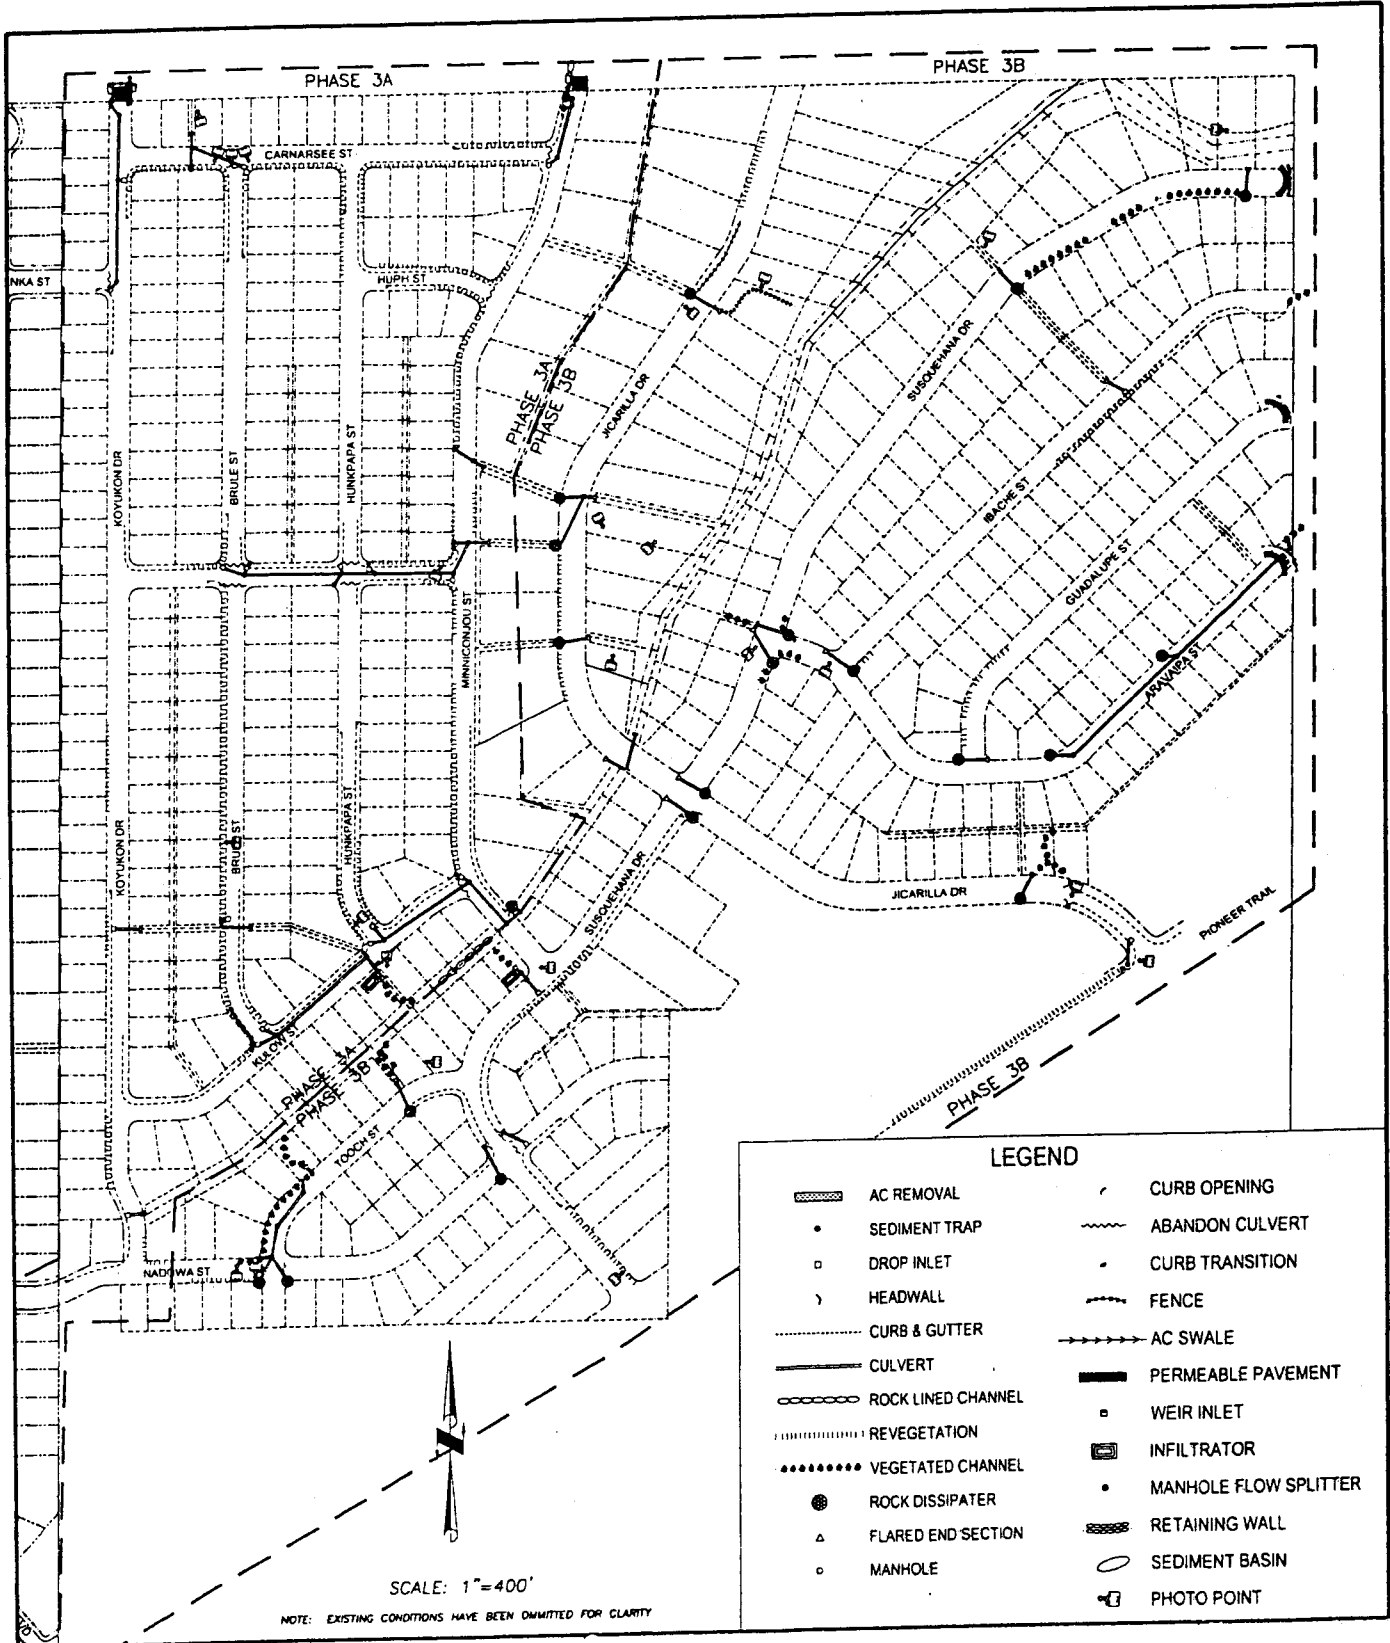 PHASE 3A
PHASE 3B
CARNARSEE ST
NKA ST
HUPH ST
SUSQUEHANA DR
PHASE 3A
PHASE 3B
JICARILLA DR
KOYUKON DR
BRULE ST
HUNKPAPA ST
IBACHE ST
GUADALUPE ST
MINNICONJOU ST
ARAVAIPA ST
KOYUKON DR
HUNKPAPA ST
SUSQUEHANA DR
JICARILLA DR
PIONEER TRAIL
KULOW ST
PHASE 3A
PHASE 3B
PHASE 3B
TOOCH ST
NADOWA ST
LEGEND
AC REMOVAL
SEDIMENT TRAP
DROP INLET
HEADWALL
CURB & GUTTER
CULVERT
ROCK LINED CHANNEL
REVEGETATION
VEGETATED CHANNEL
ROCK DISSIPATER
FLARED END SECTION
MANHOLE
CURB OPENING
ABANDON CULVERT
CURB TRANSITION
FENCE
AC SWALE
PERMEABLE PAVEMENT
WEIR INLET
INFILTRATOR
MANHOLE FLOW SPLITTER
RETAINING WALL
SEDIMENT BASIN
PHOTO POINT
SCALE: 1"=400'
NOTE: EXISTING CONDITIONS HAVE BEEN OMMITTED FOR CLARITY